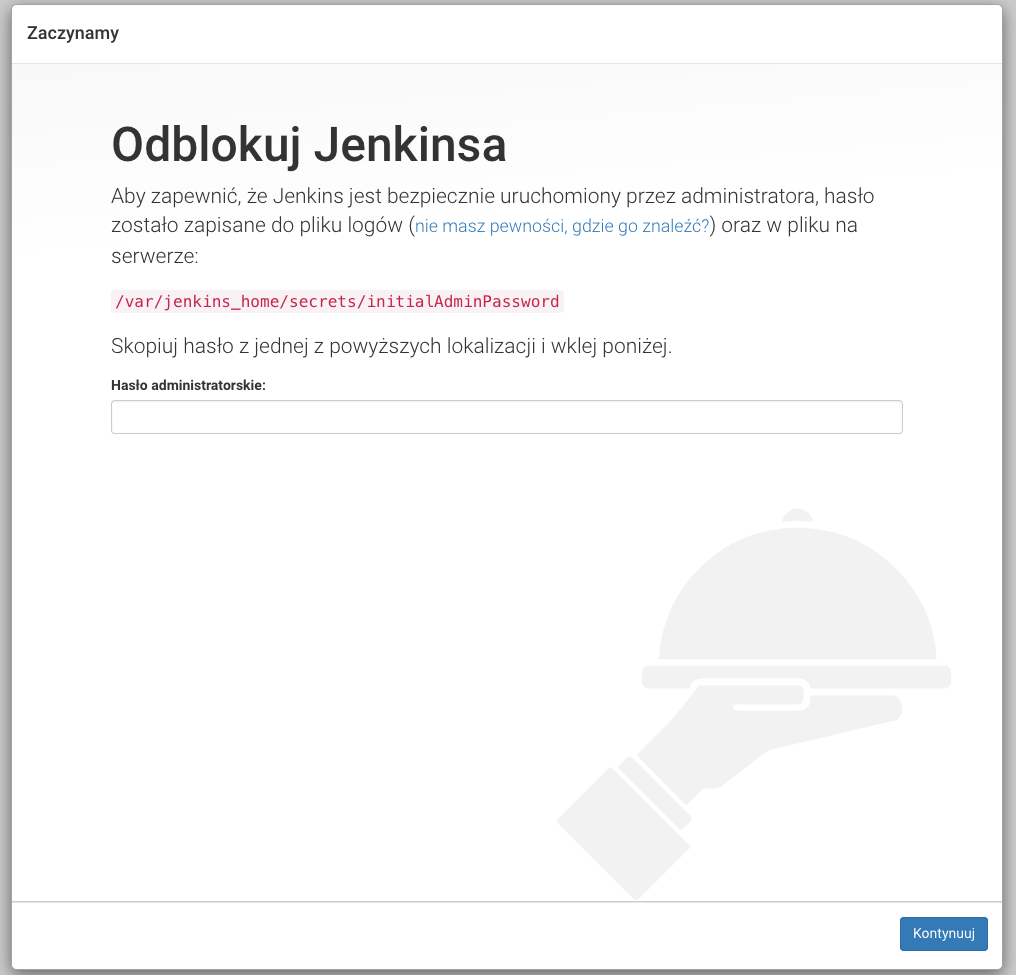 Zaczynamy
Odblokuj Jenkinsa
Aby zapewnić, że Jenkins jest bezpiecznie uruchomiony przez administratora, hasło
zostało zapisane do pliku logów (nie masz pewności, gdzie go znaleźć?) oraz w pliku na
serwerze:
/var/jenkins_home/secrets/initialAdminPassword
Skopiuj hasło z jednej z powyższych lokalizacji i wklej poniżej.
Hasło administratorskie:
Kontynuuj